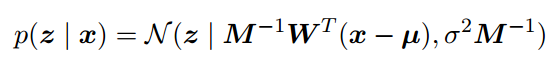 p(z | x) = 𝒩(z | M⁻¹Wᵀ(x − μ), σ²M⁻¹)